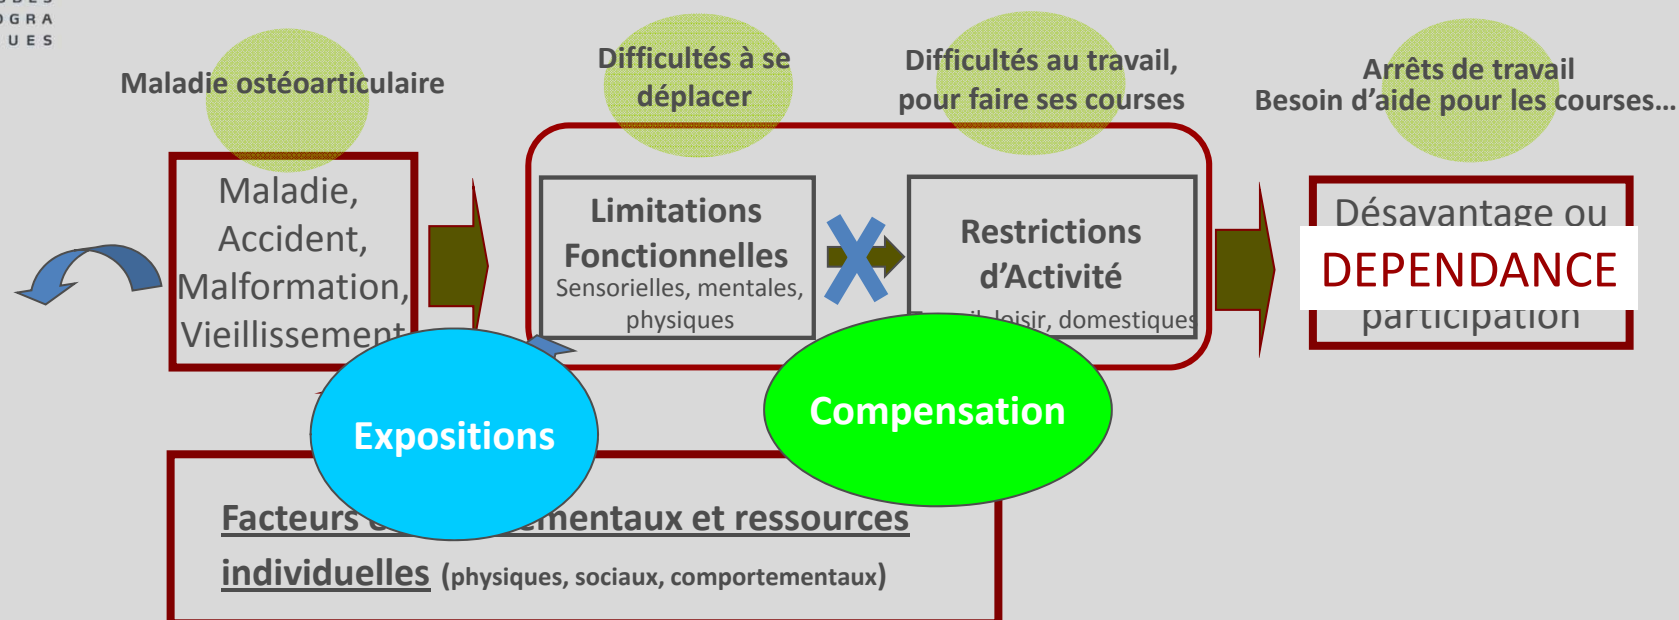 OGRA
UES
Maladie ostéoarticulaire
Difficultés à se
déplacer
Difficultés au travail,
pour faire ses courses
Arrêts de travail
Besoin d’aide pour les courses…
Maladie,
Accident,
Malformation,
Vieillissement
Limitations
Fonctionnelles
Sensorielles, mentales,
physiques
Restrictions
d’Activité
loisir, domestiques
Désavantage ou
DEPENDANCE
participation
Expositions
Compensation
Facteurs et ressources
individuelles (physiques, sociaux, comportementaux)